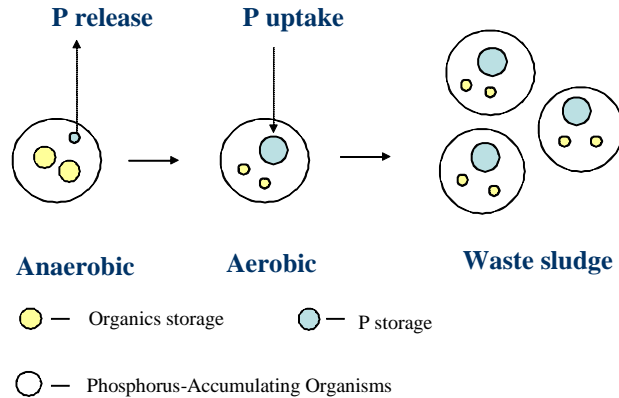 P release
P uptake
Anaerobic
Aerobic
Waste sludge
— Organics storage
— P storage
— Phosphorus-Accumulating Organisms